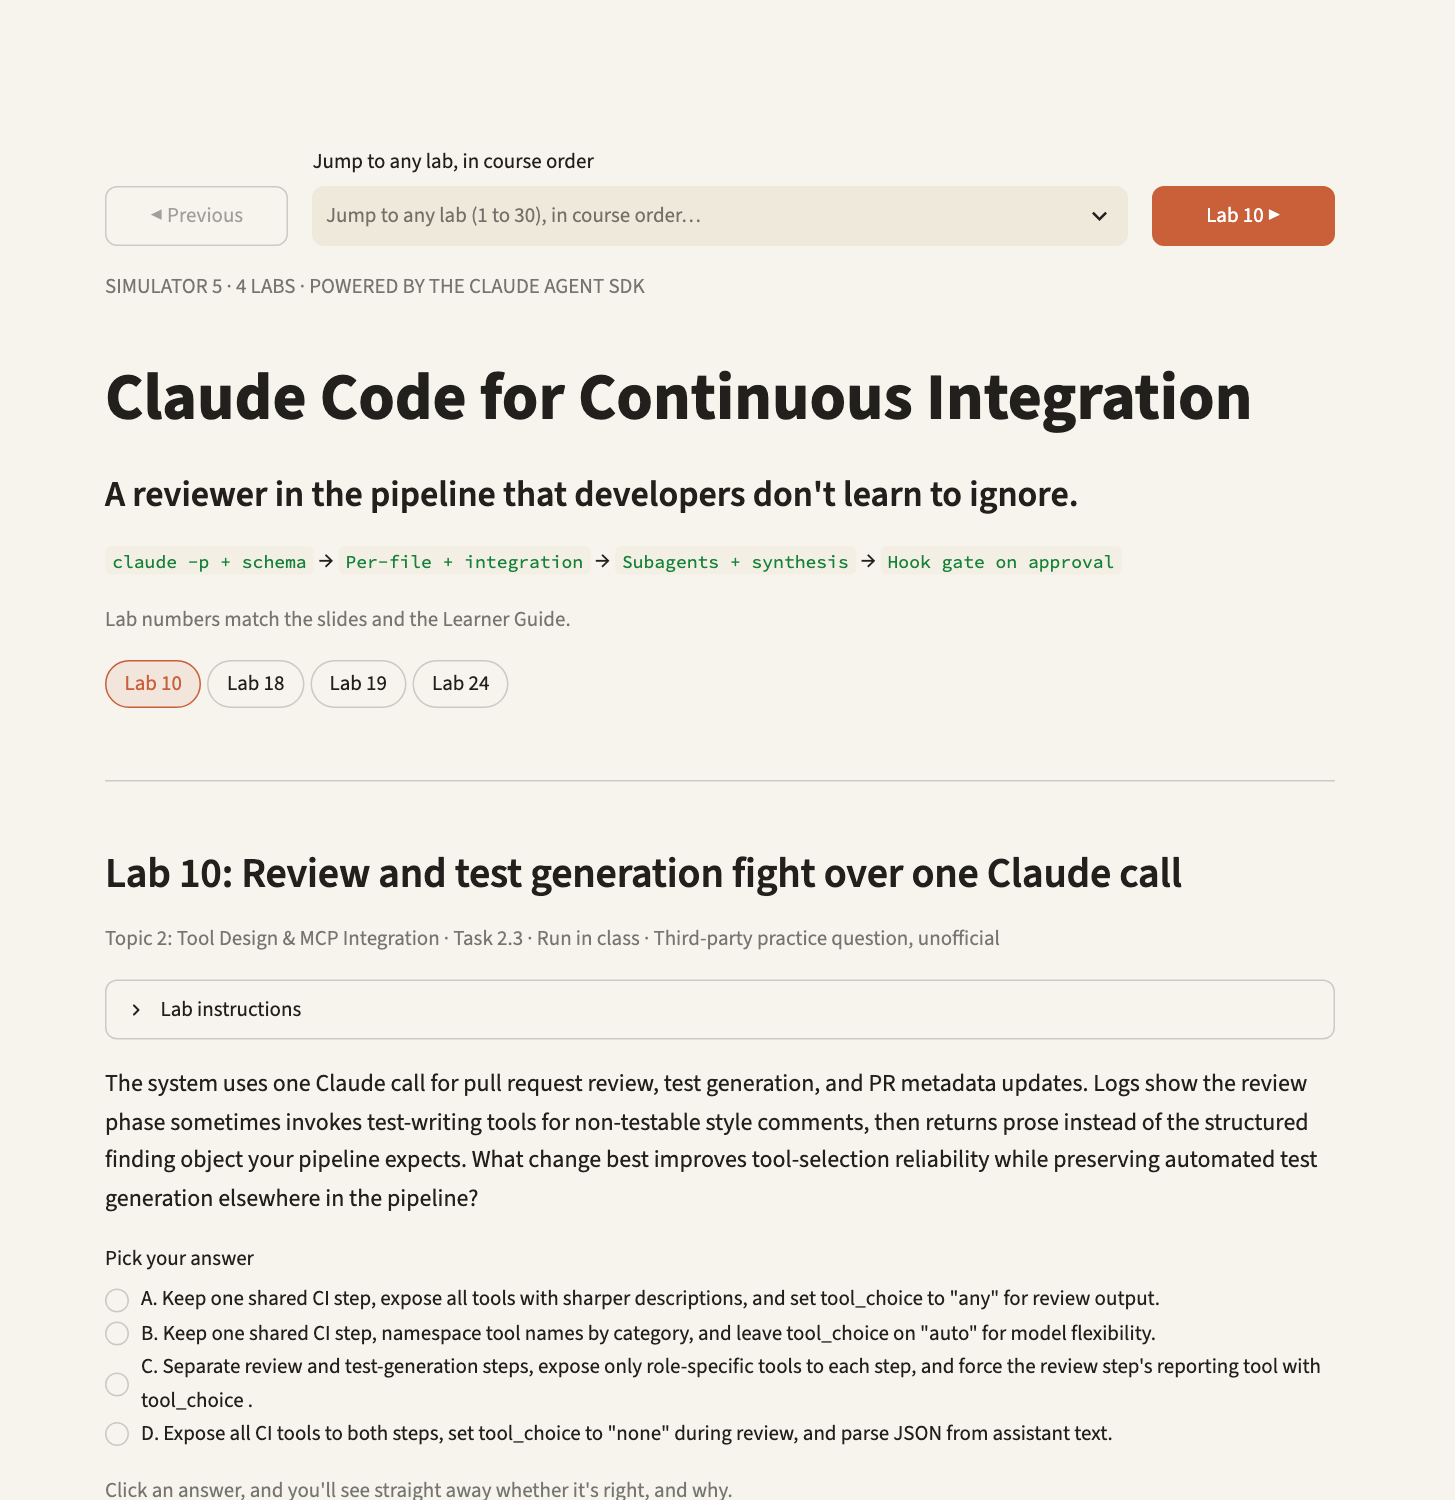 Jump to any lab, in course order
◀ Previous
Jump to any lab (1 to 30), in course order…
Lab 10 ▶
SIMULATOR 5 · 4 LABS · POWERED BY THE CLAUDE AGENT SDK
Claude Code for Continuous Integration
A reviewer in the pipeline that developers don't learn to ignore.
claude -p + schema → Per-file + integration → Subagents + synthesis → Hook gate on approval
Lab numbers match the slides and the Learner Guide.
Lab 10 Lab 18 Lab 19 Lab 24
Lab 10: Review and test generation fight over one Claude call
Topic 2: Tool Design & MCP Integration · Task 2.3 · Run in class · Third-party practice question, unofficial
Lab instructions
The system uses one Claude call for pull request review, test generation, and PR metadata updates. Logs show the review
phase sometimes invokes test-writing tools for non-testable style comments, then returns prose instead of the structured
finding object your pipeline expects. What change best improves tool-selection reliability while preserving automated test
generation elsewhere in the pipeline?
Pick your answer
A. Keep one shared CI step, expose all tools with sharper descriptions, and set tool_choice to "any" for review output.
B. Keep one shared CI step, namespace tool names by category, and leave tool_choice on "auto" for model flexibility.
C. Separate review and test-generation steps, expose only role-specific tools to each step, and force the review step's reporting tool with
tool_choice .
D. Expose all CI tools to both steps, set tool_choice to "none" during review, and parse JSON from assistant text.
Click an answer, and you'll see straight away whether it's right, and why.